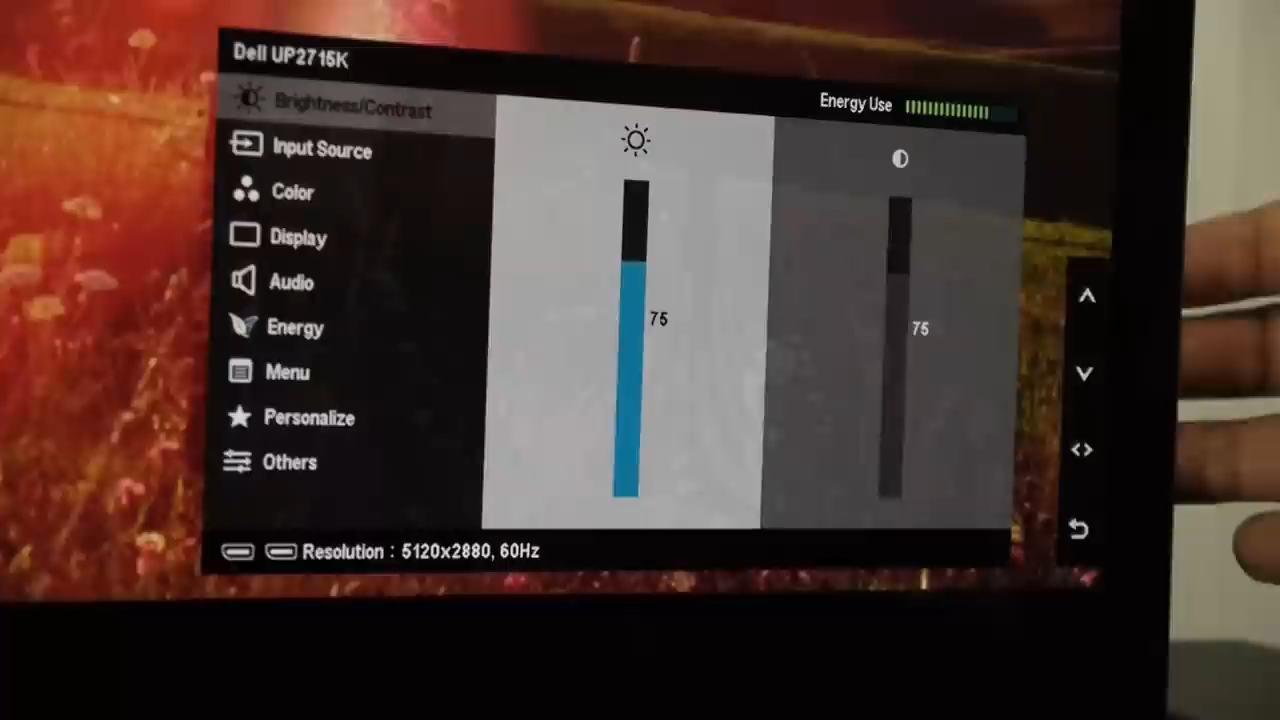 Dell UP2715K
Energy Use
Brightness/Contrast
Input Source
Color
Display
Audio
Energy
Menu
Personalize
Others
75
75
Resolution : 5120x2880, 60Hz